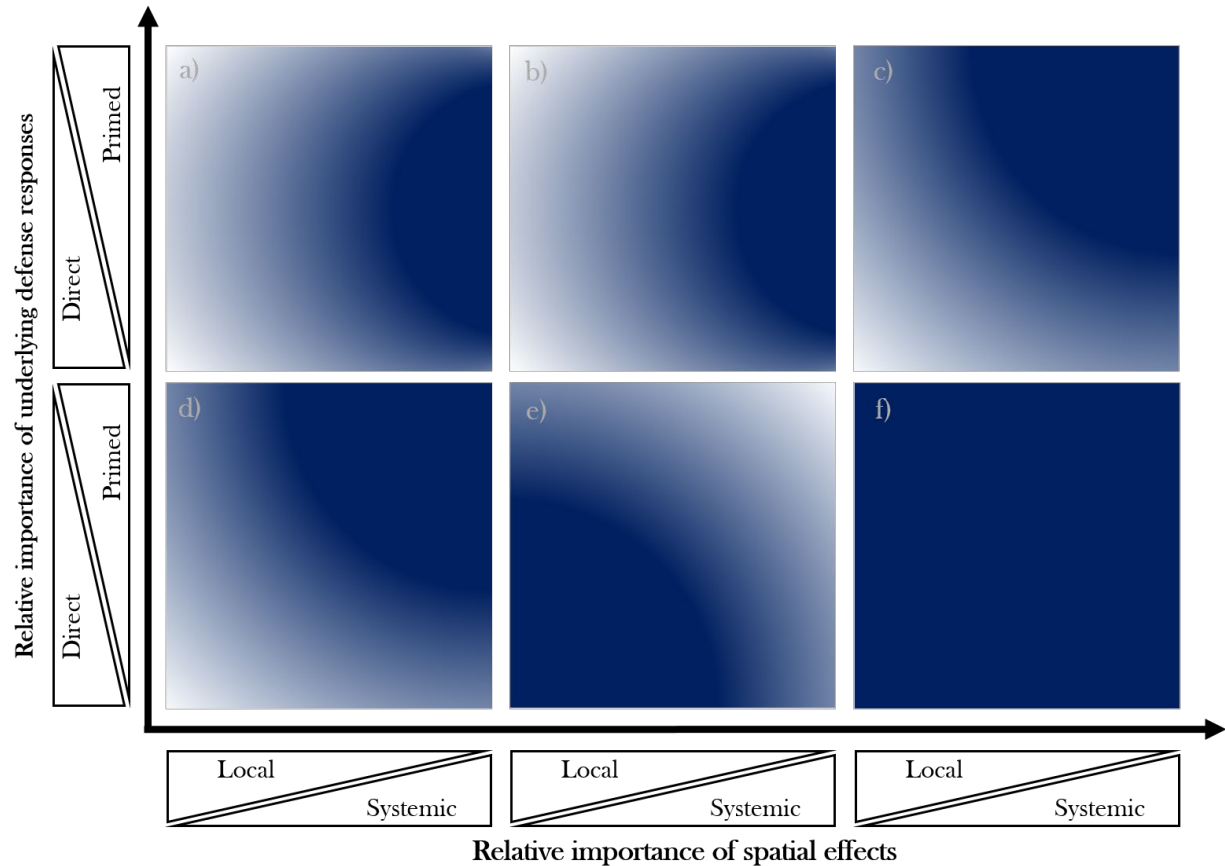 Relative importance of underlying defense responses
Primed
Direct
a)
b)
c)
Primed
Direct
d)
e)
f)
Local
Systemic
Local
Systemic
Local
Systemic
Relative importance of spatial effects